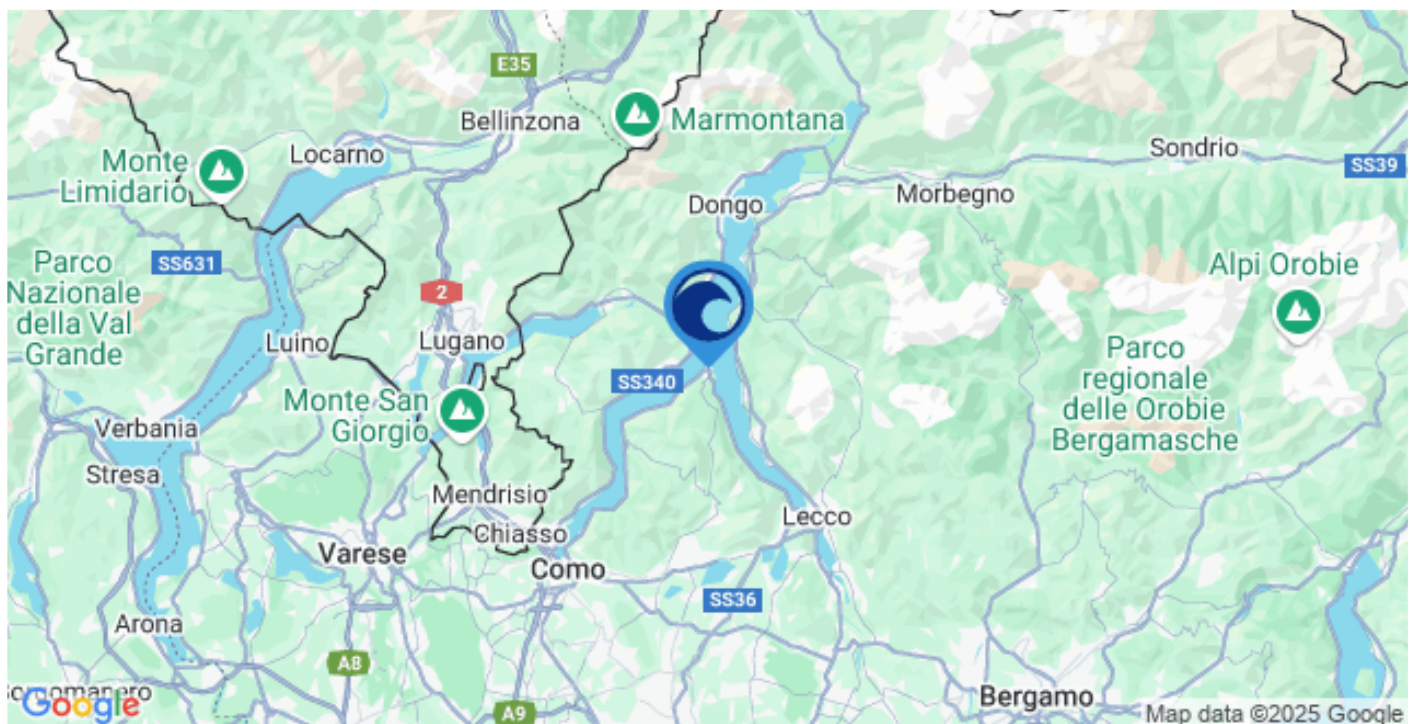 E35
Bellinzona
Marmontana
Locarno
Monte
Limidario
Sondrio
SS39
Morbegno
Dongo
SS631
Parco
Nazionale
della Val
Grande
2
Alpi Orobie
Luino
Lugano
SS340
Parco
regionale
delle Orobie
Bergamasche
Monte San
Giorgio
Verbania
Stresa
Mendrisio
Lecco
Chiasso
Varese
Como
SS36
Arona
A8
Bergamo
A9
Google
Map data ©2025 Google